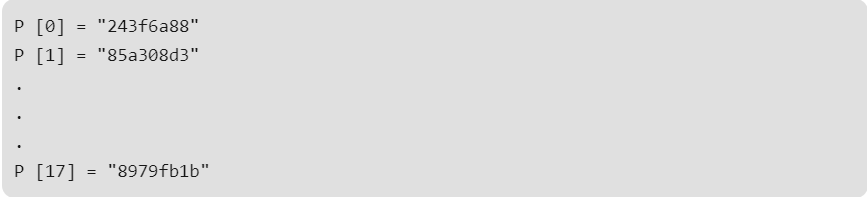 P [0] = "243f6a88"
P [1] = "85a308d3"
.
.
.
P [17] = "8979fb1b"